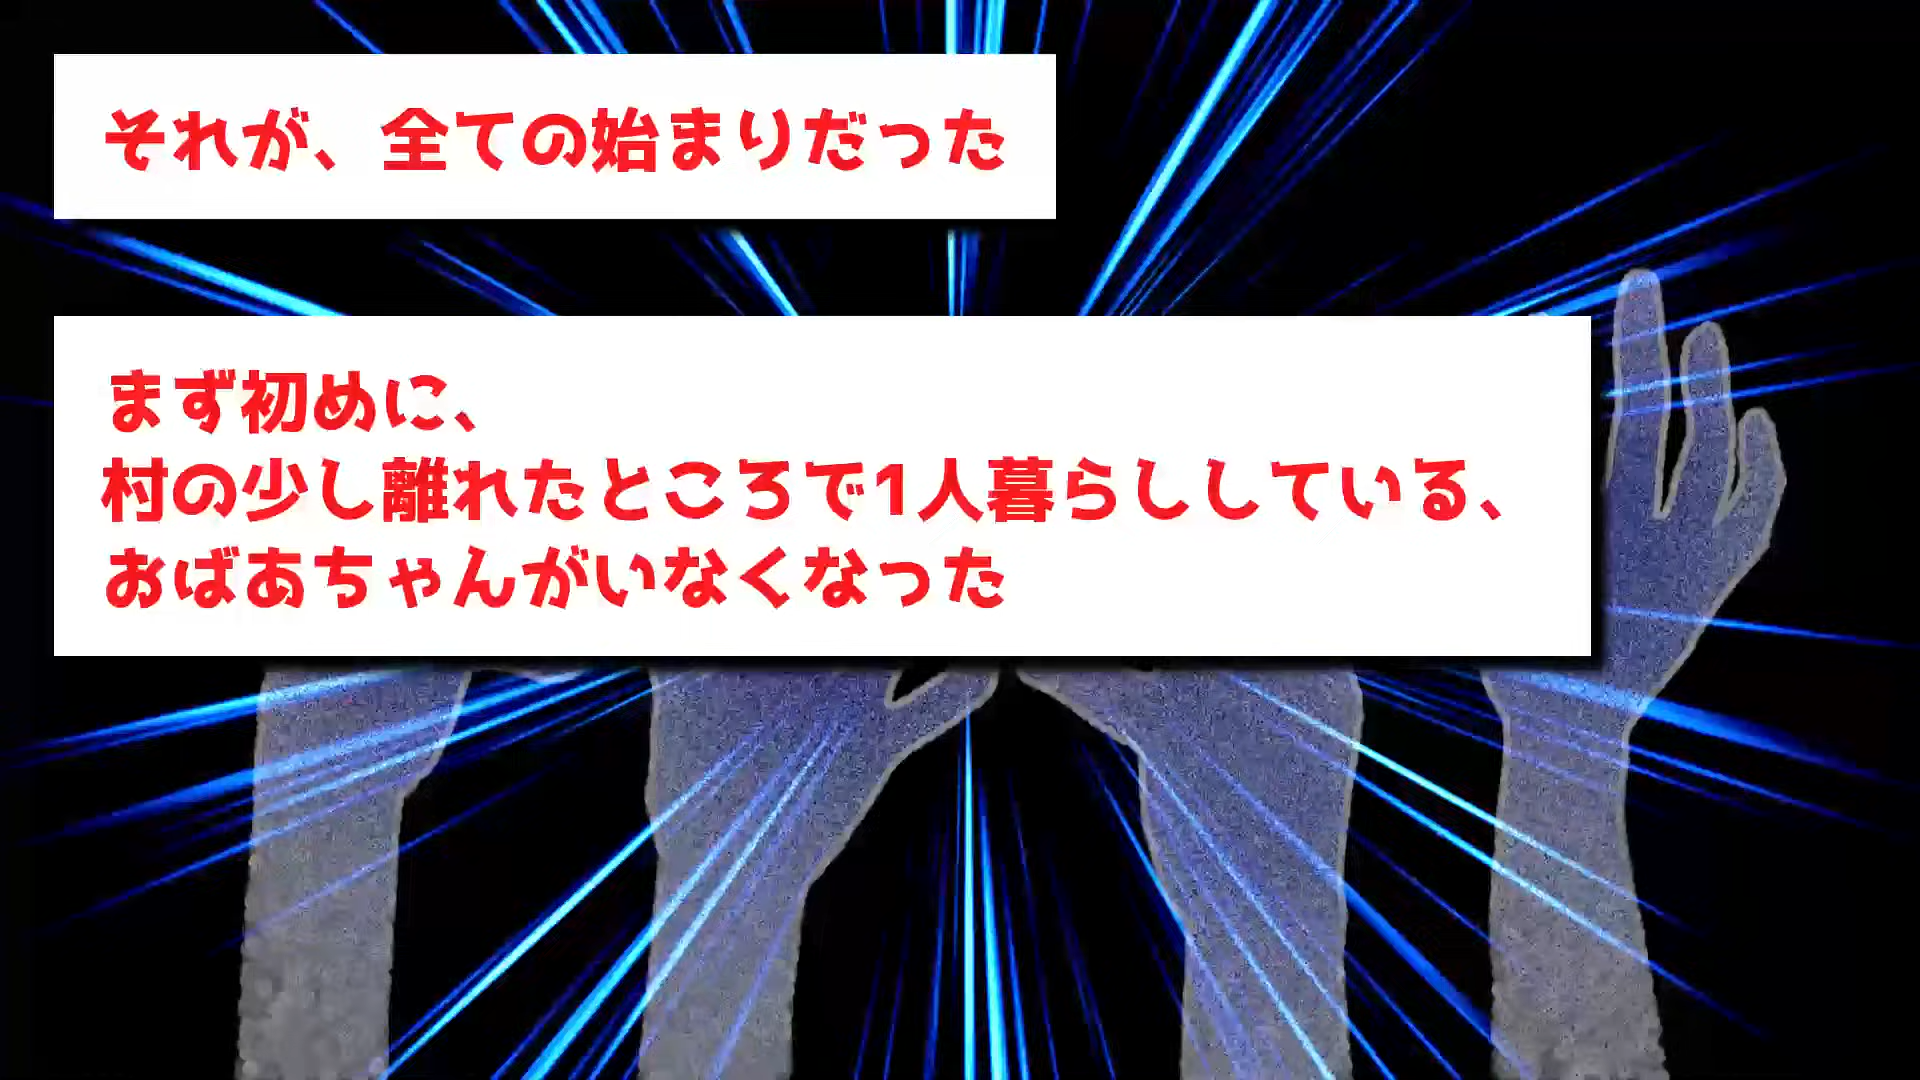 それが、全ての始まりだった
まず初めに、
村の少し離れたところで1人暮らししている、
おばあちゃんがいなくなった